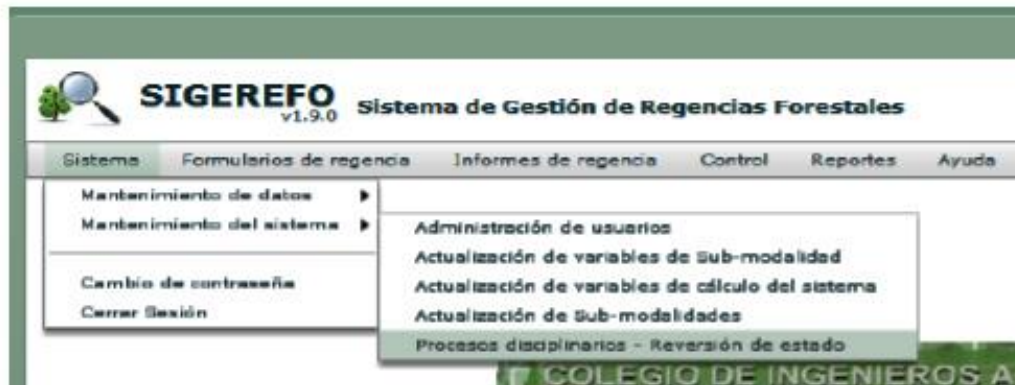 SIGEREFO
v1.9.0
Sistema de Gestión de Regencias Forestales
Sistema Formularios de regencia Informes de regencia Control Reportes Ayuda
Mantenimiento de datos
Mantenimiento del sistema
Cambio de contraseña
Cerrar Sesión
Administración de usuarios
Actualización de variables de Sub-modalidad
Actualización de variables de cálculo del sistema
Actualización de Sub-modalidades
Procesos disciplinarios - Reversión de estado
COLEGIO DE INGENIEROS A